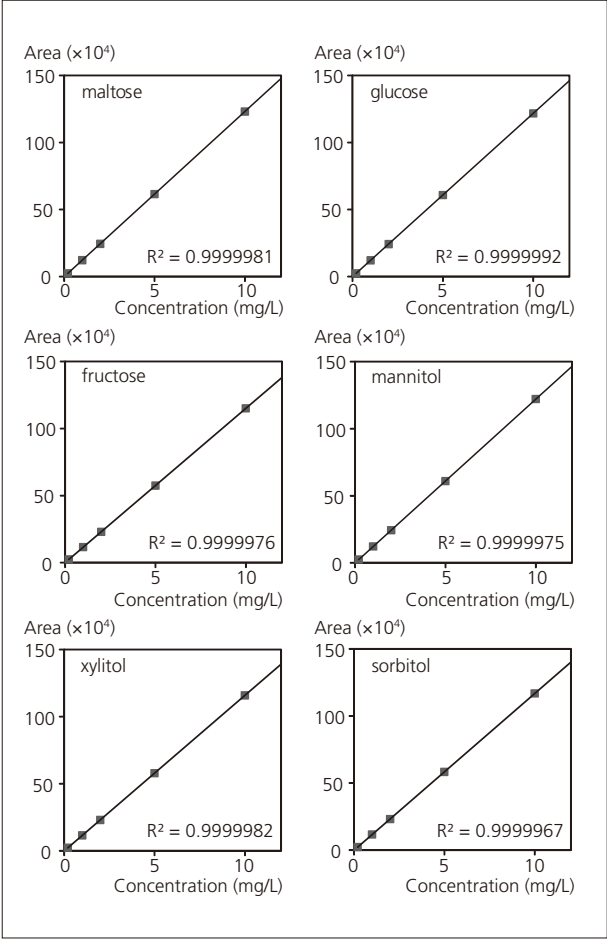 Area (×10⁴)
150
maltose
100
50
R² = 0.9999981
0
0 5 10
Concentration (mg/L)
Area (×10⁴)
150
glucose
100
50
R² = 0.9999992
0
0 5 10
Concentration (mg/L)
Area (×10⁴)
150
fructose
100
50
R² = 0.9999976
0
0 5 10
Concentration (mg/L)
Area (×10⁴)
150
mannitol
100
50
R² = 0.9999975
0
0 5 10
Concentration (mg/L)
Area (×10⁴)
150
xylitol
100
50
R² = 0.9999982
0
0 5 10
Concentration (mg/L)
Area (×10⁴)
150
sorbitol
100
50
R² = 0.9999967
0
0 5 10
Concentration (mg/L)